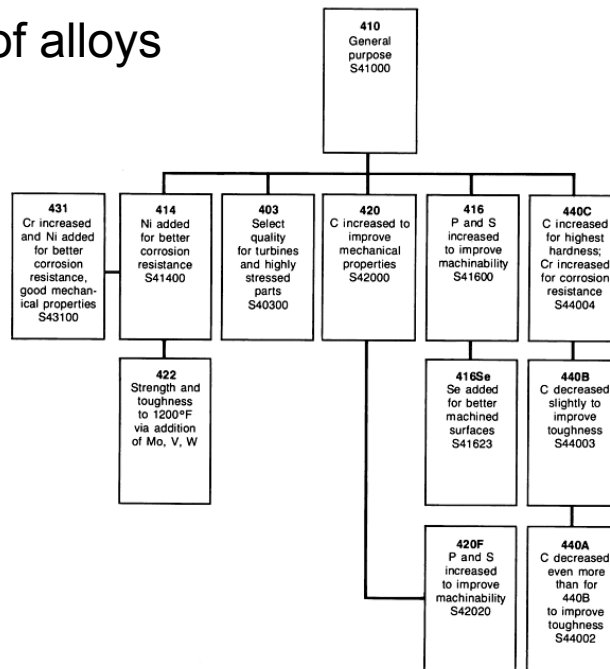 of alloys
410
General
purpose
S41000
431
Cr increased
and Ni added
for better
corrosion
resistance,
good mechan-
ical properties
S43100
414
Ni added
for better
corrosion
resistance
S41400
403
Select
quality
for turbines
and highly
stressed
parts
S40300
420
C increased to
improve
mechanical
properties
S42000
416
P and S
increased
to improve
machinability
S41600
440C
C increased
for highest
hardness;
Cr increased
for corrosion
resistance
S44004
422
Strength and
toughness
to 1200°F
via addition
of Mo, V, W
416Se
Se added
for better
machined
surfaces
S41623
440B
C decreased
slightly to
improve
toughness
S44003
420F
P and S
increased
to improve
machinability
S42020
440A
C decreased
even more
than for
440B
to improve
toughness
S44002